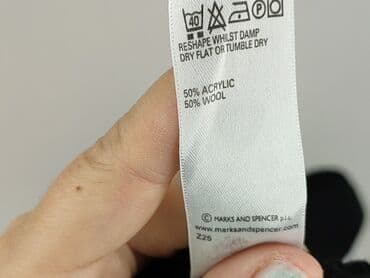 40 P
RESHAPE WHILST DAMP
DRY FLAT OR TUMBLE DRY
50% ACRYLIC
50% WOOL
© MARKS AND SPENCER p.l.c.
www.marksandspencer.com
Z25